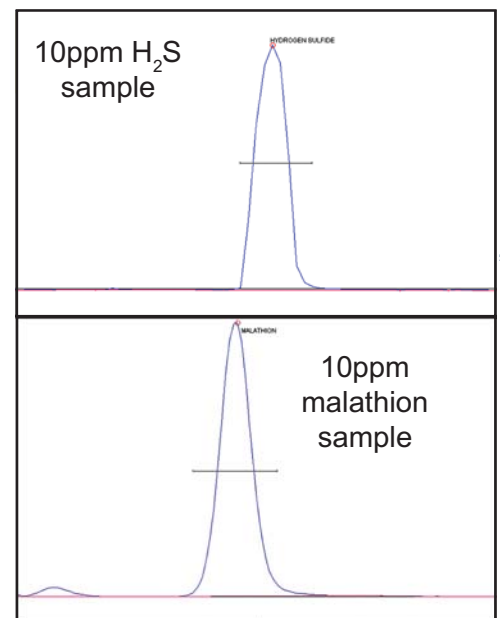 HYDROGEN SULFIDE
10ppm H₂S
sample
MALATHION
10ppm
malathion
sample